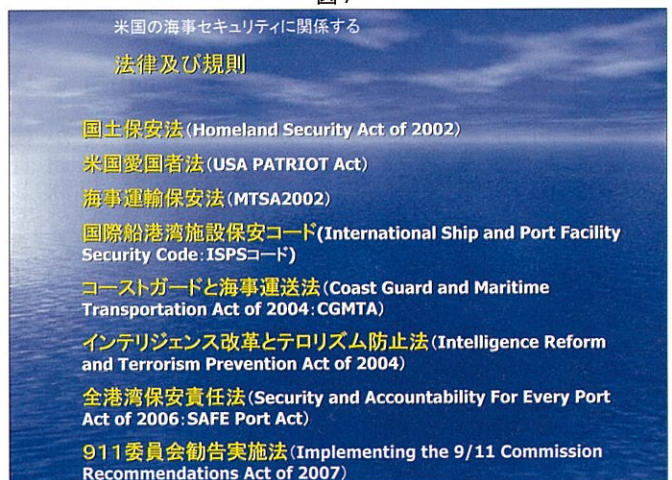 米国の海事セキュリティに関係する
法律及び規則
国土保安法(Homeland Security Act of 2002)
米国愛国者法(USA PATRIOT Act)
海事運輸保安法(MTSA2002)
国際船港湾施設保安コード(International Ship and Port Facility
Security Code:ISPSコード)
コーストガードと海事運送法(Coast Guard and Maritime
Transportation Act of 2004:CGMTA)
インテリジェンス改革とテロリズム防止法(Intelligence Reform
and Terrorism Prevention Act of 2004)
全港湾保安責任法(Security and Accountability For Every Port
Act of 2006:SAFE Port Act)
911委員会勧告実施法(Implementing the 9/11 Commission
Recommendations Act of 2007)